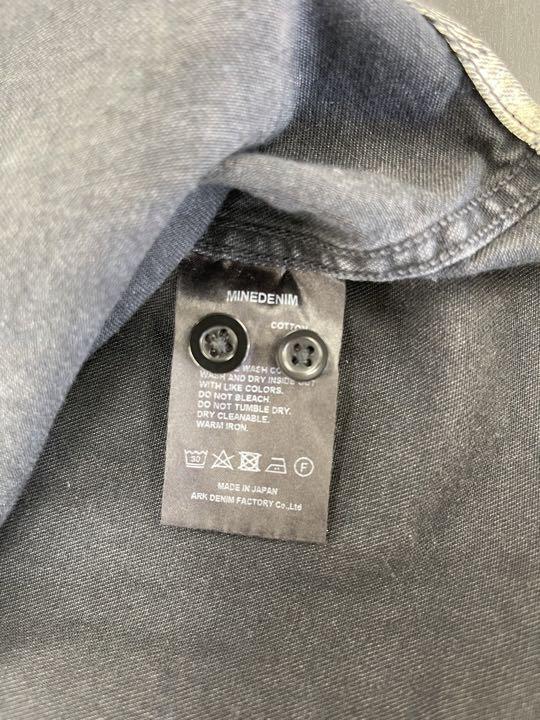 MINEDENIM
COTTON
WASH
WASH AND DRY INSIDE OUT
WITH LIKE COLORS.
DO NOT BLEACH.
DO NOT TUMBLE DRY.
DRY CLEANABLE.
WARM IRON.
30 F
MADE IN JAPAN
ARK DENIM FACTORY Co.,Ltd